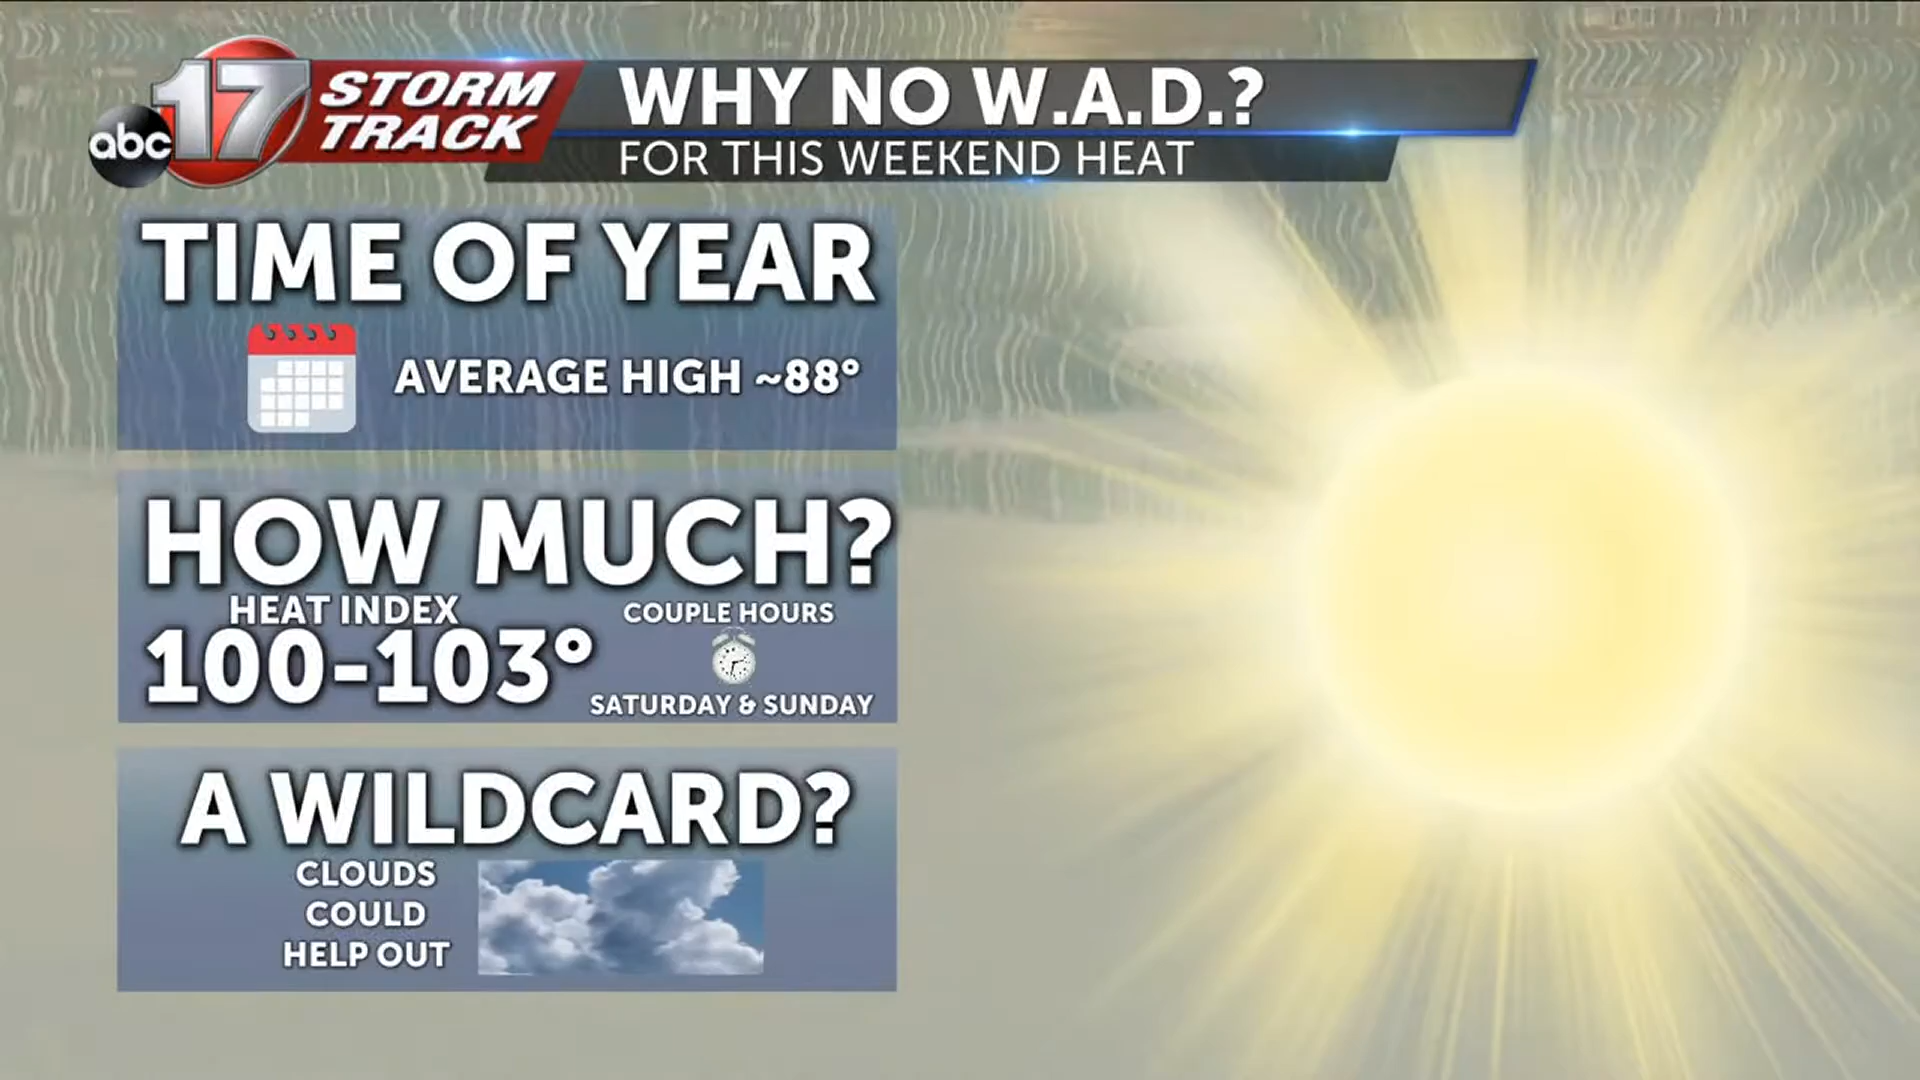 abc 17 STORM TRACK
WHY NO W.A.D.?
FOR THIS WEEKEND HEAT
TIME OF YEAR
AVERAGE HIGH ~88°
HOW MUCH?
HEAT INDEX
100-103°
COUPLE HOURS
SATURDAY & SUNDAY
A WILDCARD?
CLOUDS
COULD
HELP OUT